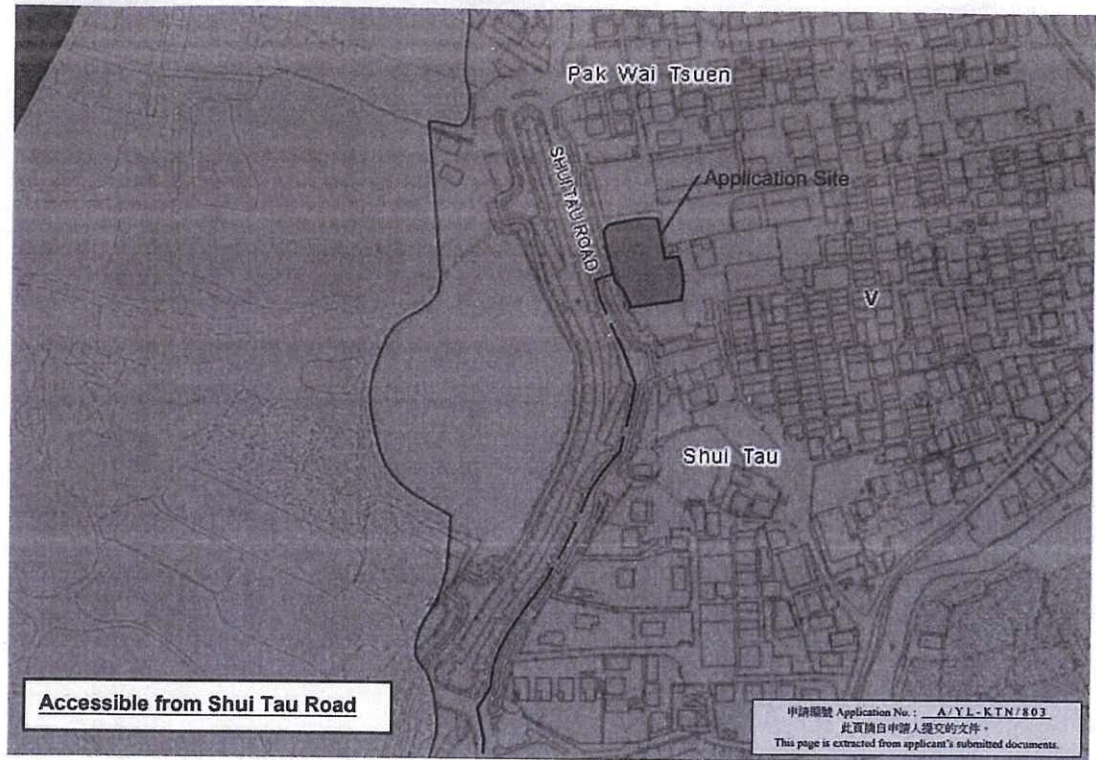 Pak Wai Tsuen
SHUI TAU ROAD
Application Site
V
Shui Tau
Accessible from Shui Tau Road
申請編號 Application No. : A/YL-KTN/803
此頁摘自申請人提交的文件。
This page is extracted from applicant's submitted documents.